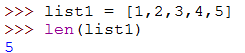 >>> list1 = [1,2,3,4,5]
>>> len(list1)
5